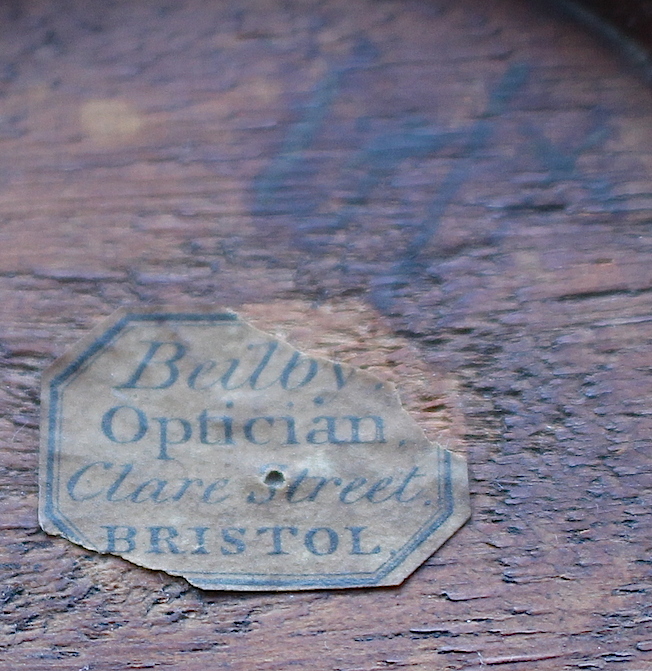 Beilby
Optician,
Clare Street,
BRISTOL,